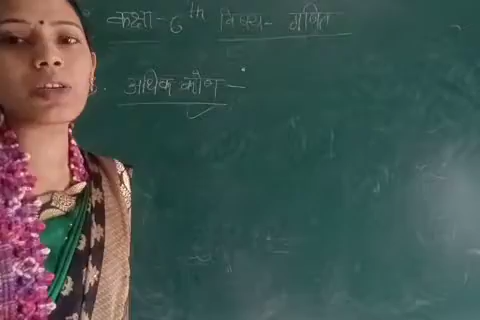 कक्षा - 6th विषय - गणित
अधिक कोण -